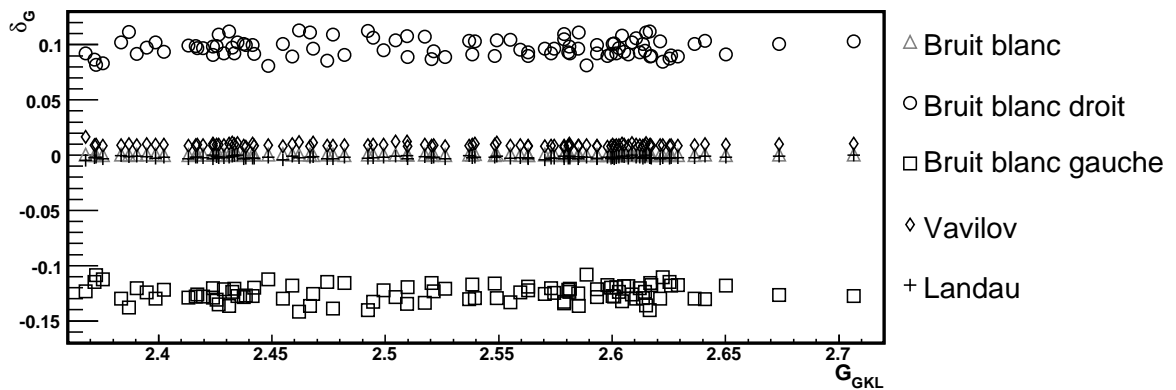 δG
0.1
0.05
0
-0.05
-0.1
-0.15
2.4
2.45
2.5
2.55
2.6
2.65
2.7
GGKL
Bruit blanc
Bruit blanc droit
Bruit blanc gauche
Vavilov
Landau